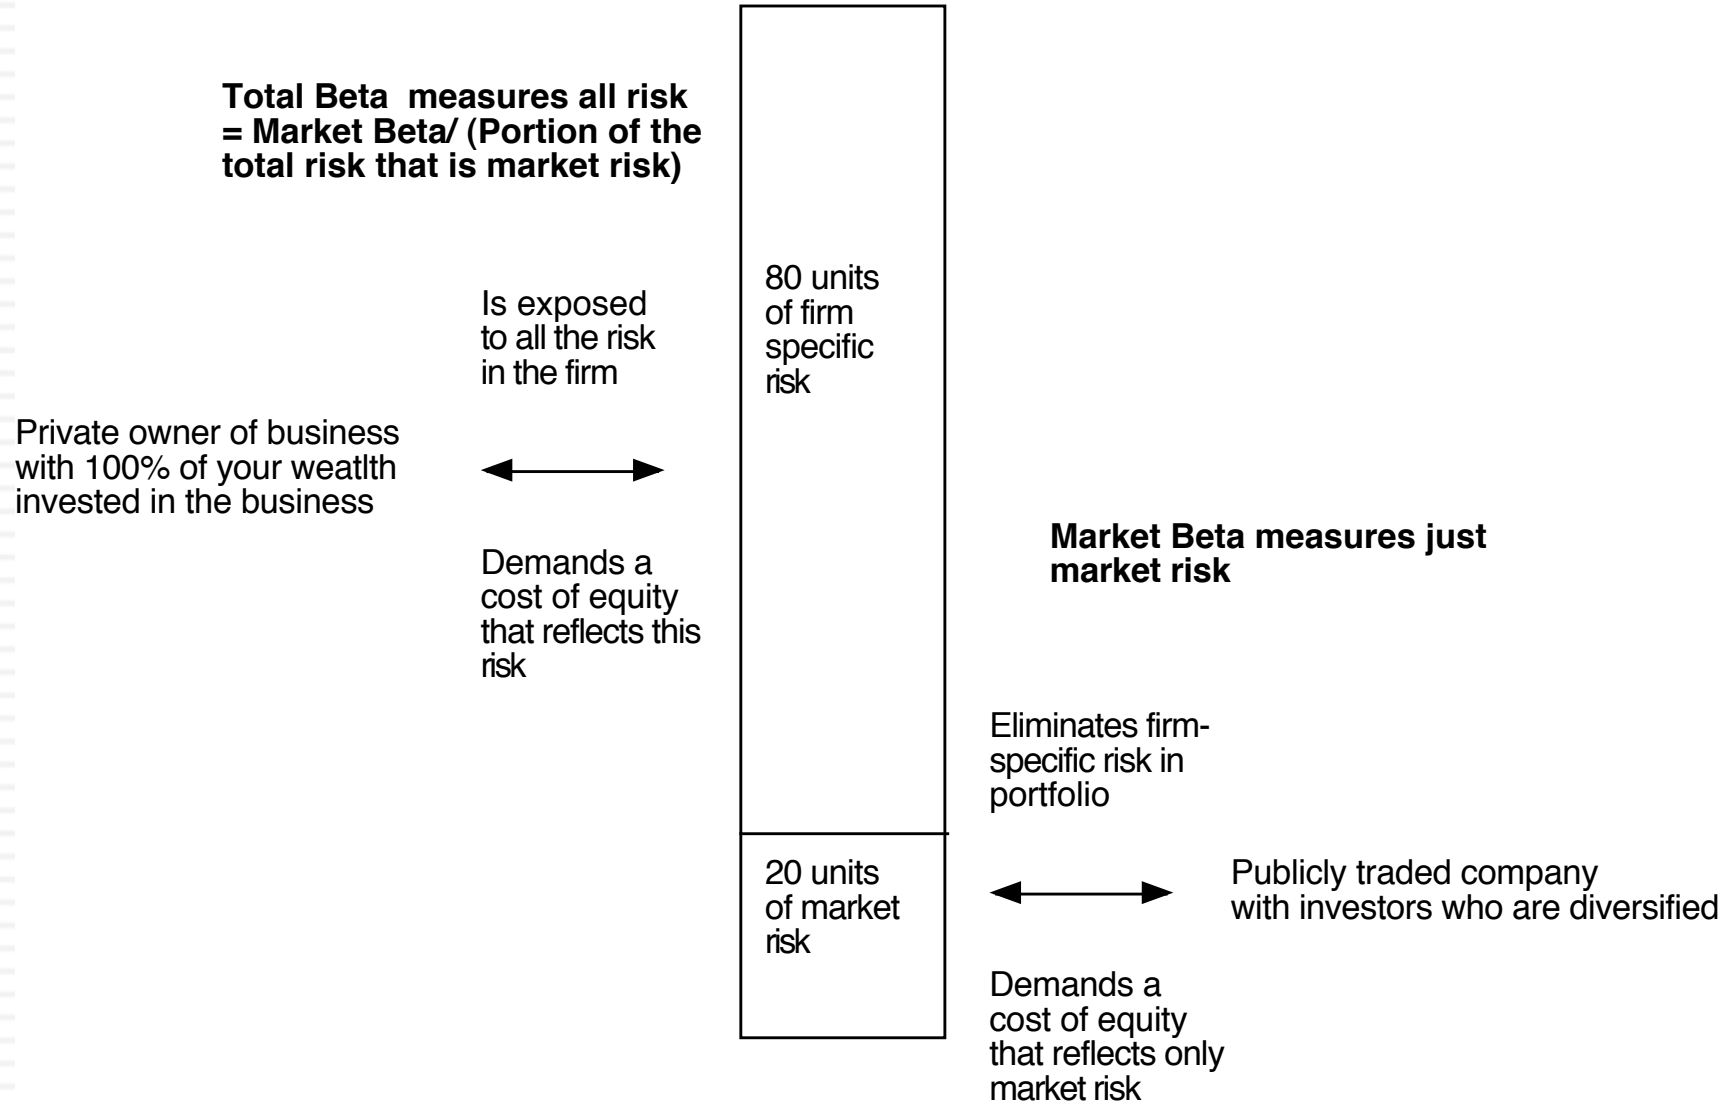 Total Beta  measures all risk
= Market Beta/ (Portion of the
total risk that is market risk)
80 units
of firm
specific
risk
Is exposed
to all the risk
in the firm
Private owner of business
with 100% of your weatlth
invested in the business
Demands a
cost of equity
that reflects this
risk
Market Beta measures just
market risk
Eliminates firm-
specific risk in
portfolio
20 units
of market
risk
Publicly traded company
with investors who are diversified
Demands a
cost of equity
that reflects only
market risk